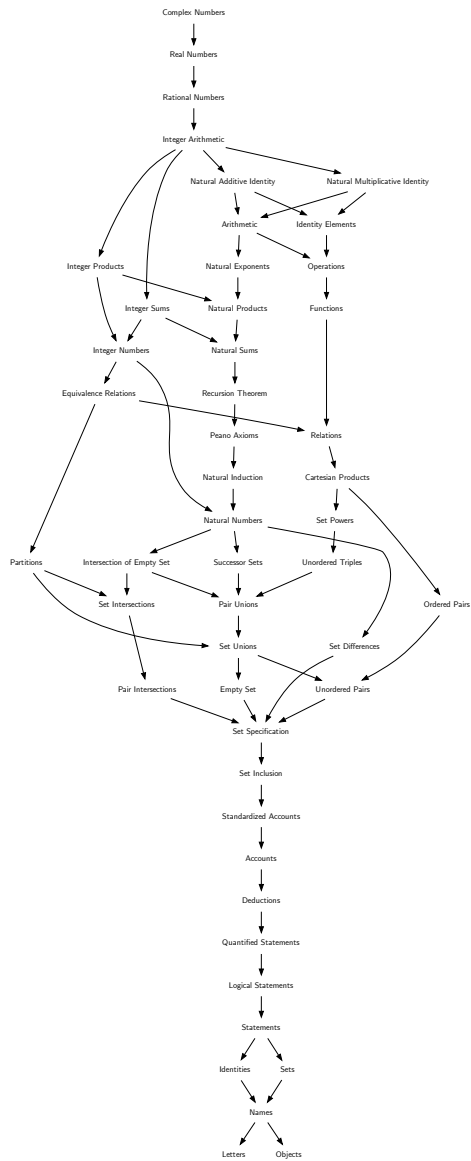 Complex Numbers
Real Numbers
Rational Numbers
Integer Arithmetic
Natural Additive Identity
Natural Multiplicative Identity
Arithmetic
Identity Elements
Integer Products
Natural Exponents
Operations
Integer Sums
Natural Products
Functions
Integer Numbers
Natural Sums
Equivalence Relations
Recursion Theorem
Peano Axioms
Relations
Natural Induction
Cartesian Products
Natural Numbers
Set Powers
Partitions
Intersection of Empty Set
Successor Sets
Unordered Triples
Set Intersections
Pair Unions
Ordered Pairs
Set Unions
Set Differences
Pair Intersections
Empty Set
Unordered Pairs
Set Specification
Set Inclusion
Standardized Accounts
Accounts
Deductions
Quantified Statements
Logical Statements
Statements
Identities
Sets
Names
Letters
Objects